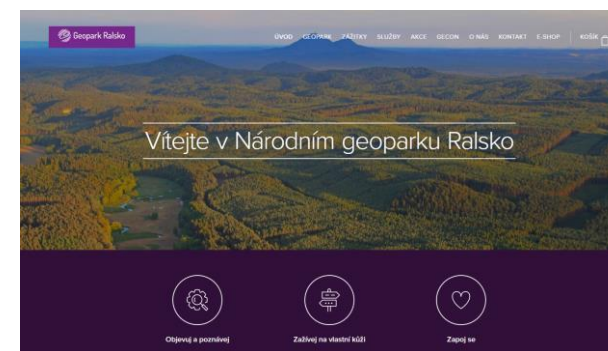 Geopark Ralsko
ÚVOD GEOPARK ZÁŽITKY SLUŽBY AKCE GECON O NÁS KONTAKT E-SHOP KOŠÍK
Vítejte v Národním geoparku Ralsko
Objevuj a poznávej
Zažívej na vlastní kůži
Zapoj se